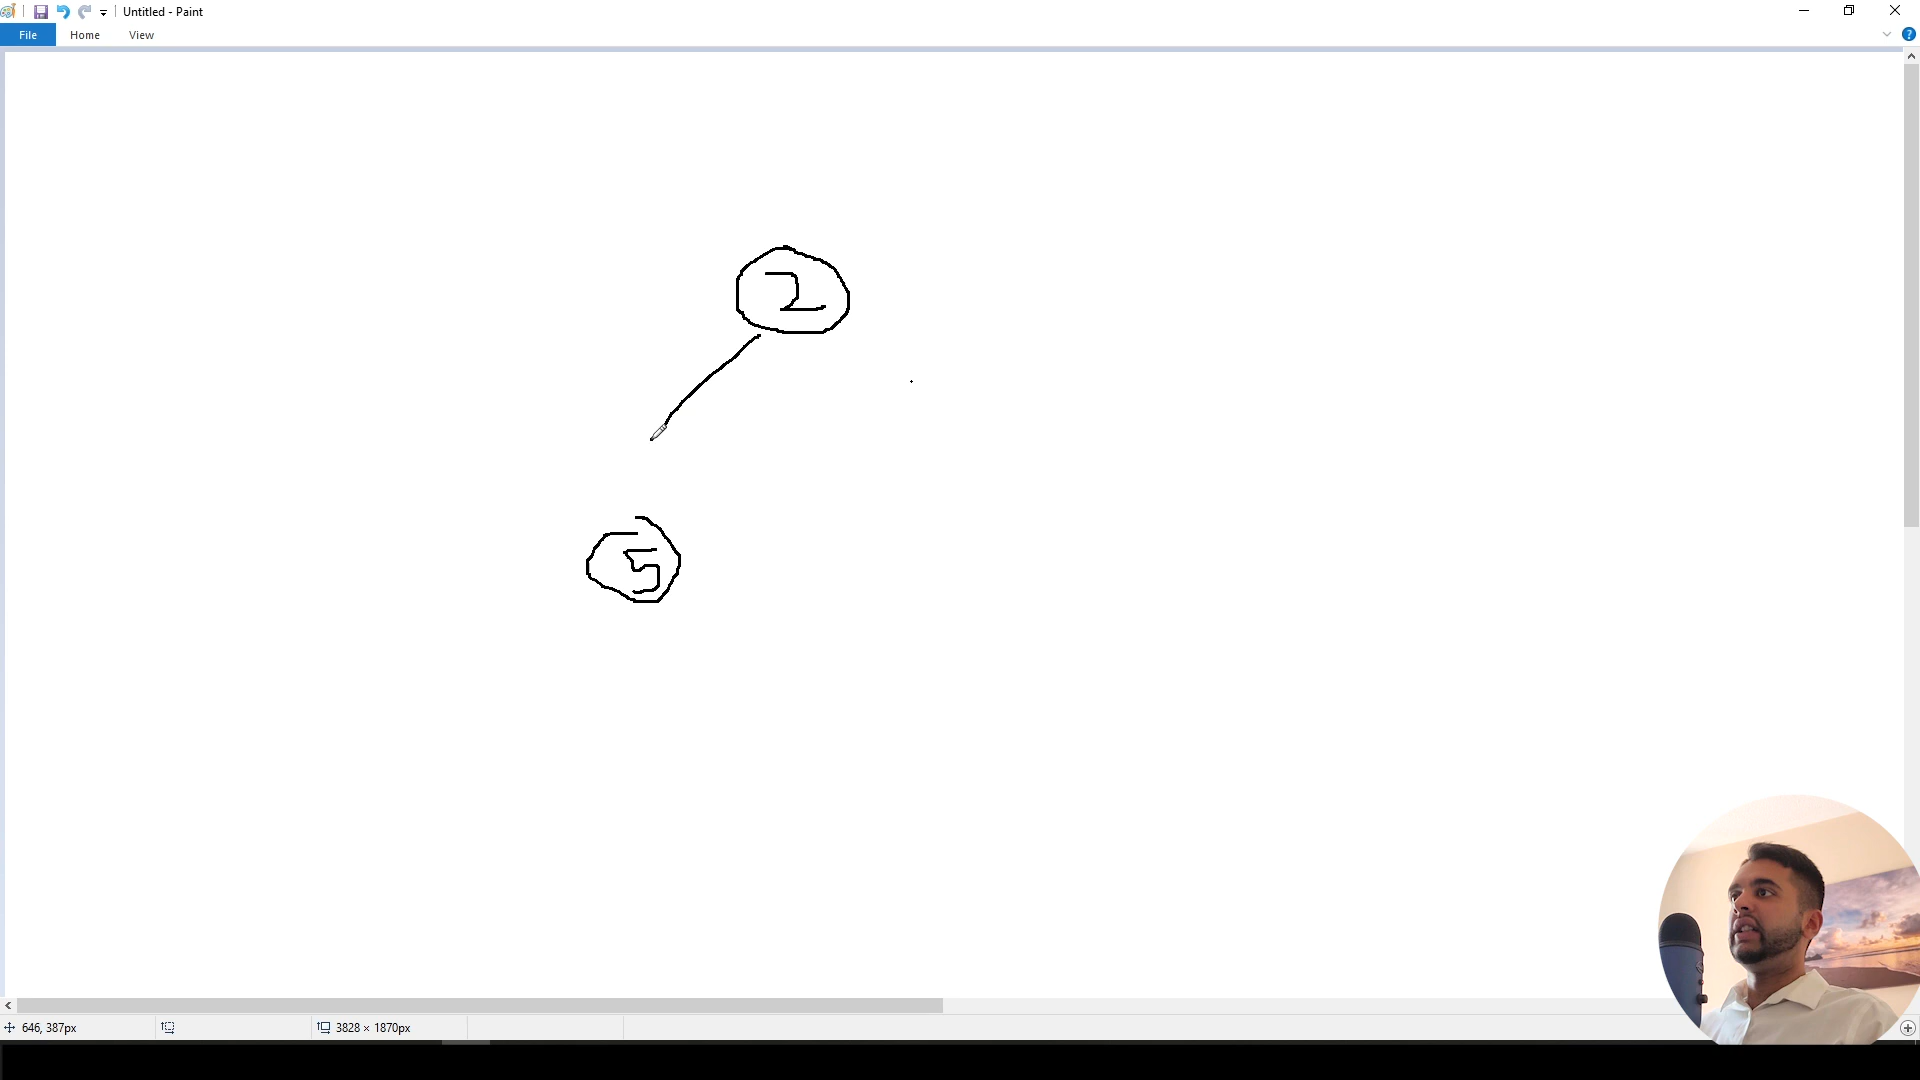 Untitled - Paint
File Home View
2
5
646, 387px
3828 × 1870px